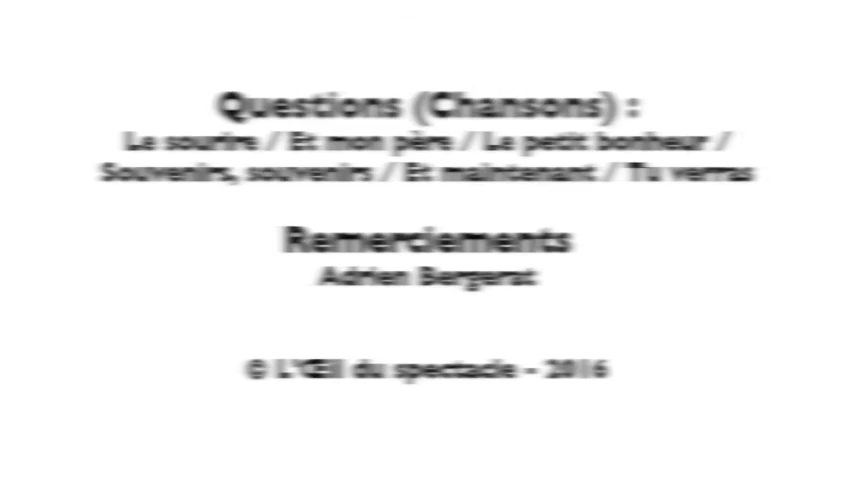 Questions (Chansons) :
Le sourire / Et mon père / Le petit bonheur /
Souvenirs, souvenirs / Et maintenant / Tu verras
Remerciements
Adrien Bergerat
© L'Œil du spectacle - 2016